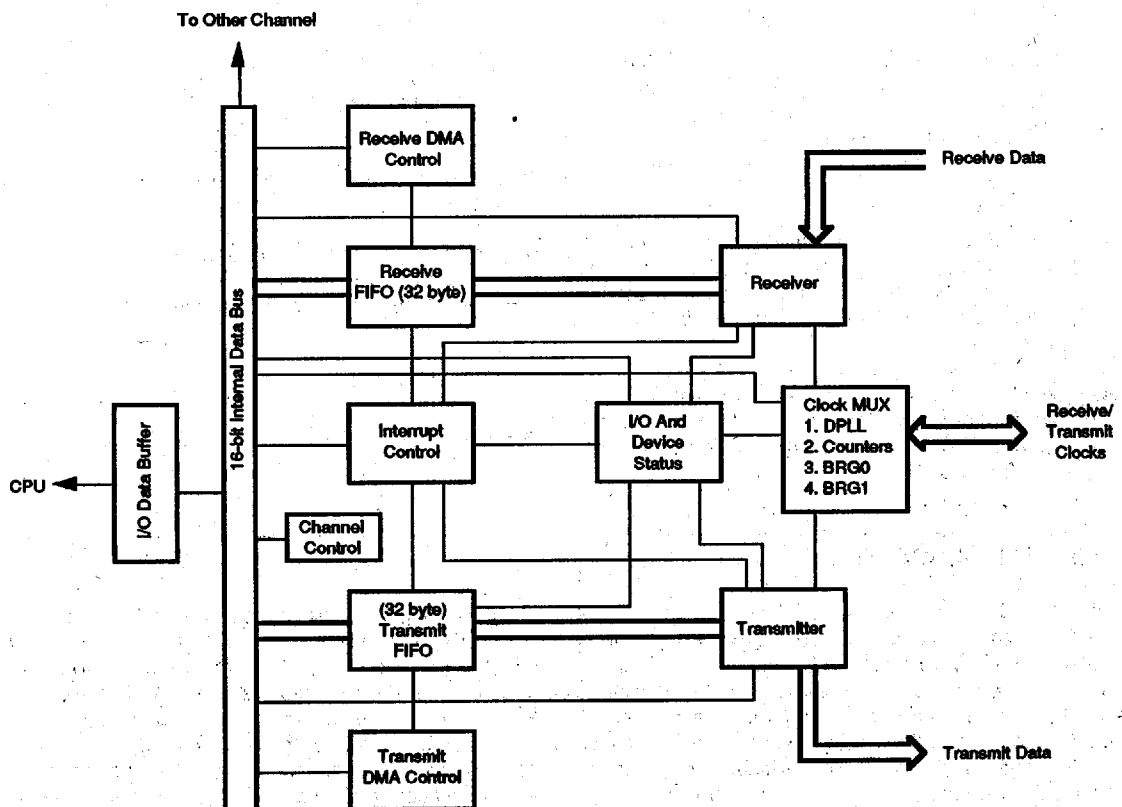 To Other Channel
Receive DMA
Control
Receive Data
Receive
FIFO (32 byte)
Receiver
16-bit Internal Data Bus
I/O Data Buffer
CPU
Interrupt
Control
I/O And
Device
Status
Clock MUX
1. DPLL
2. Counters
3. BRG0
4. BRG1
Receive/
Transmit
Clocks
Channel
Control
(32 byte)
Transmit
FIFO
Transmitter
Transmit
DMA Control
Transmit Data